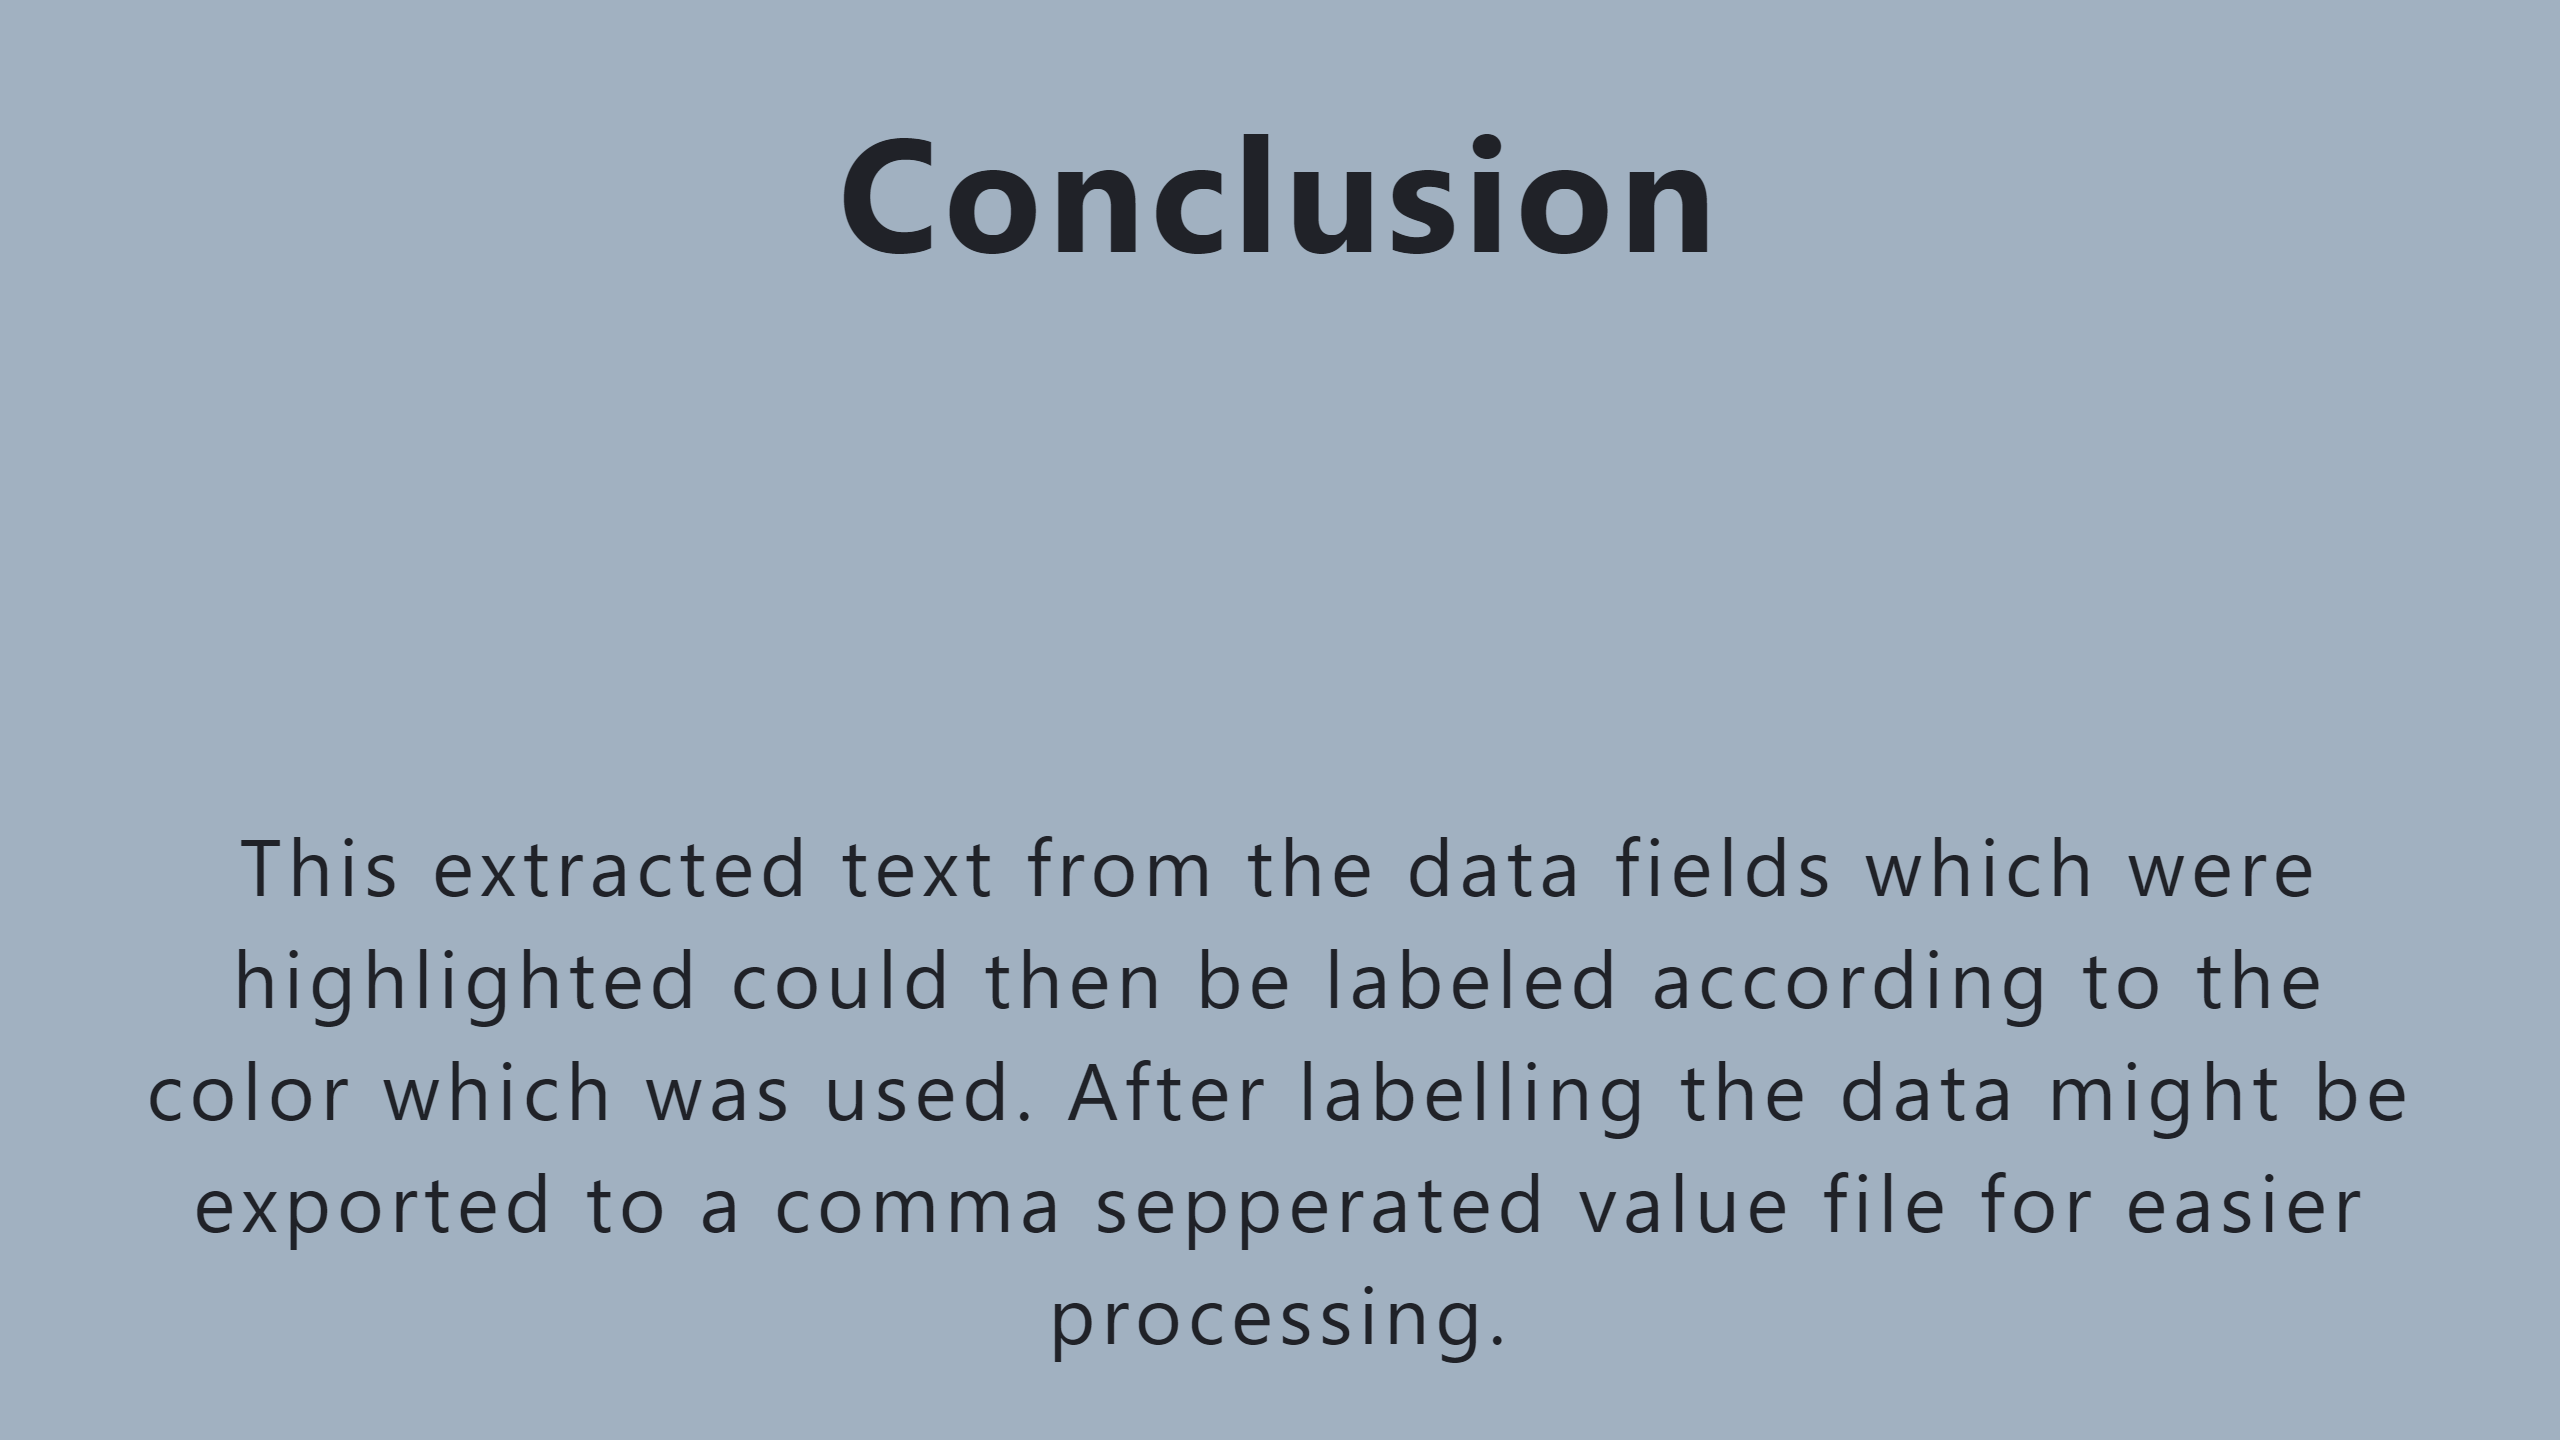 Conclusion
This extracted text from the data fields which were
highlighted could then be labeled according to the
color which was used. After labelling the data might be
exported to a comma sepperated value file for easier
processing.